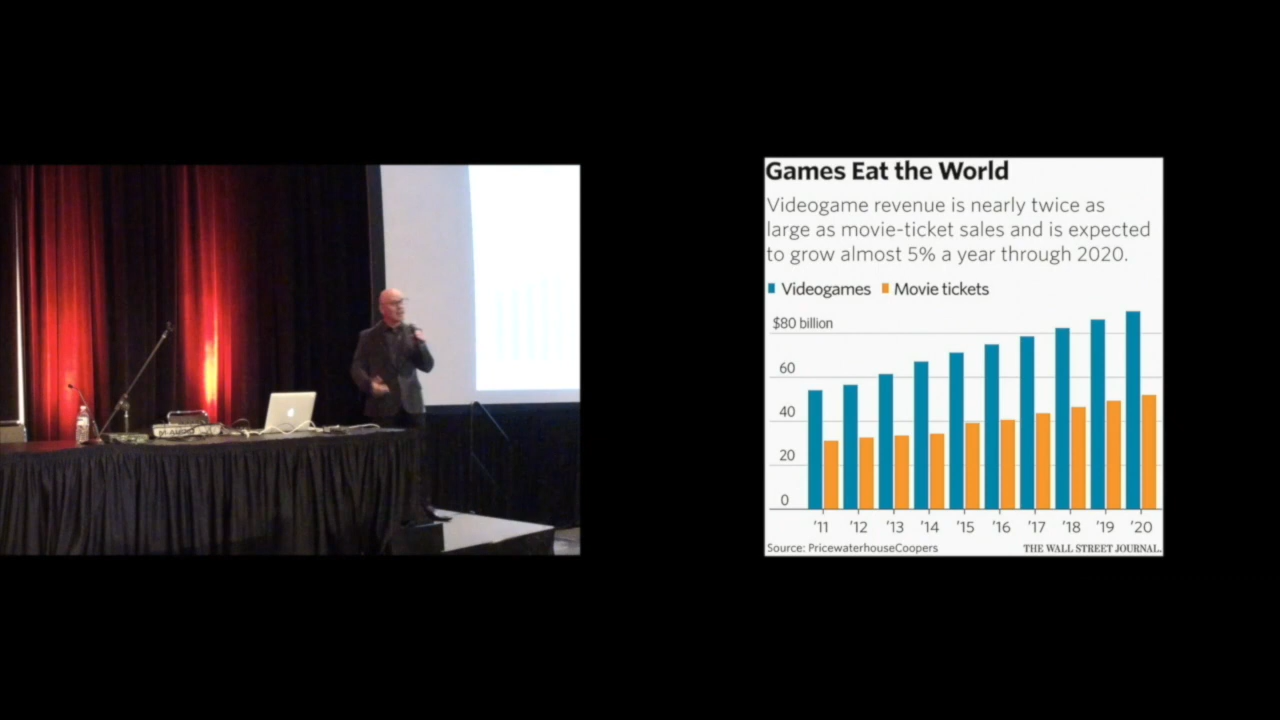 Games Eat the World
Videogame revenue is nearly twice as
large as movie-ticket sales and is expected
to grow almost 5% a year through 2020.
Videogames Movie tickets
$80 billion
60
40
20
0
'11 '12 '13 '14 '15 '16 '17 '18 '19 '20
Source: PricewaterhouseCoopers THE WALL STREET JOURNAL.